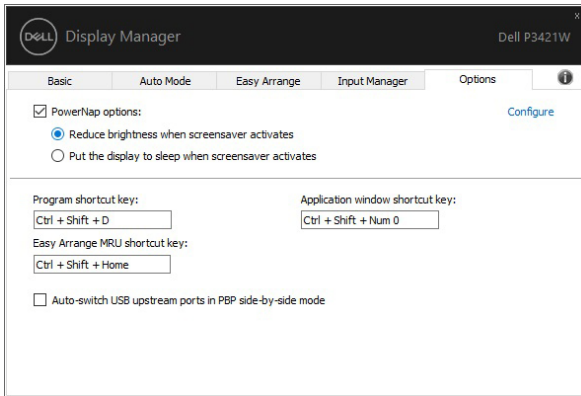 DELL Display Manager
Dell P3421W
x
Basic
Auto Mode
Easy Arrange
Input Manager
Options
i
PowerNap options:
Configure
Reduce brightness when screensaver activates
Put the display to sleep when screensaver activates
Program shortcut key:
Application window shortcut key:
Ctrl + Shift + D
Ctrl + Shift + Num 0
Easy Arrange MRU shortcut key:
Ctrl + Shift + Home
Auto-switch USB upstream ports in PBP side-by-side mode